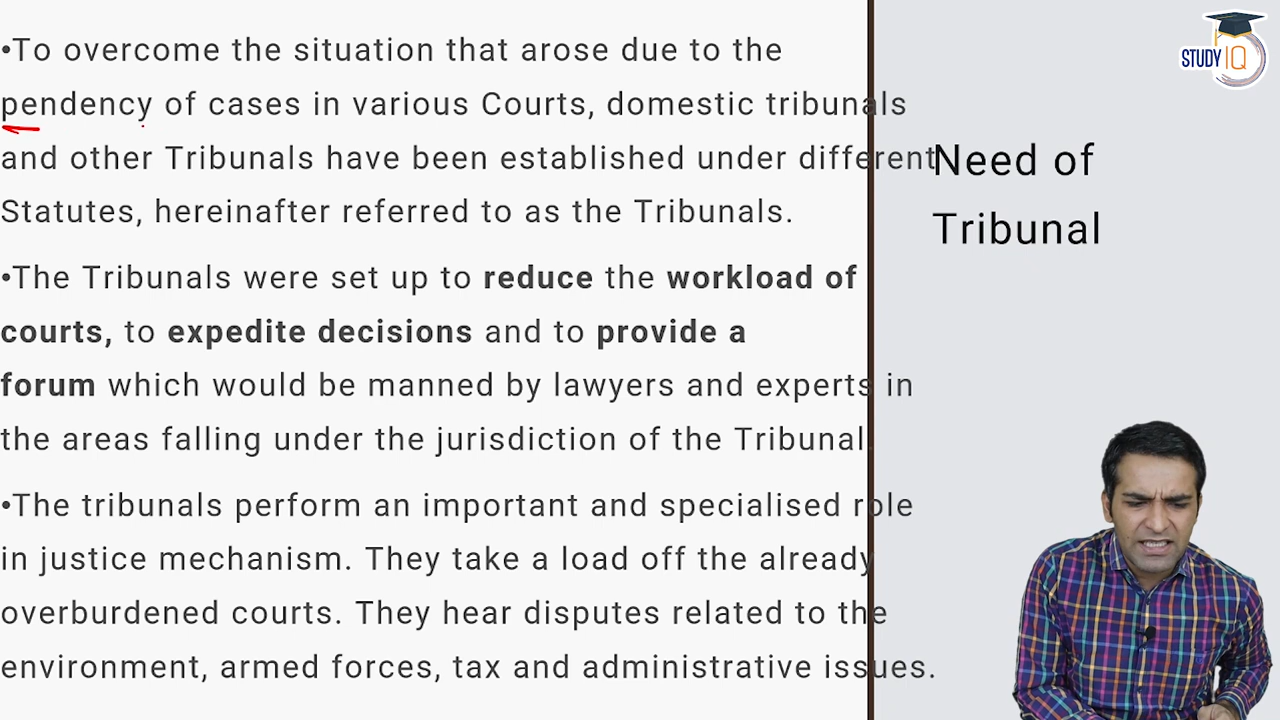 •To overcome the situation that arose due to the
pendency of cases in various Courts, domestic tribunals
and other Tribunals have been established under different
Statutes, hereinafter referred to as the Tribunals.
•The Tribunals were set up to reduce the workload of
courts, to expedite decisions and to provide a
forum which would be manned by lawyers and experts in
the areas falling under the jurisdiction of the Tribunal.
•The tribunals perform an important and specialised role
in justice mechanism. They take a load off the already
overburdened courts. They hear disputes related to the
environment, armed forces, tax and administrative issues.
Need of
Tribunal
STUDY IQ